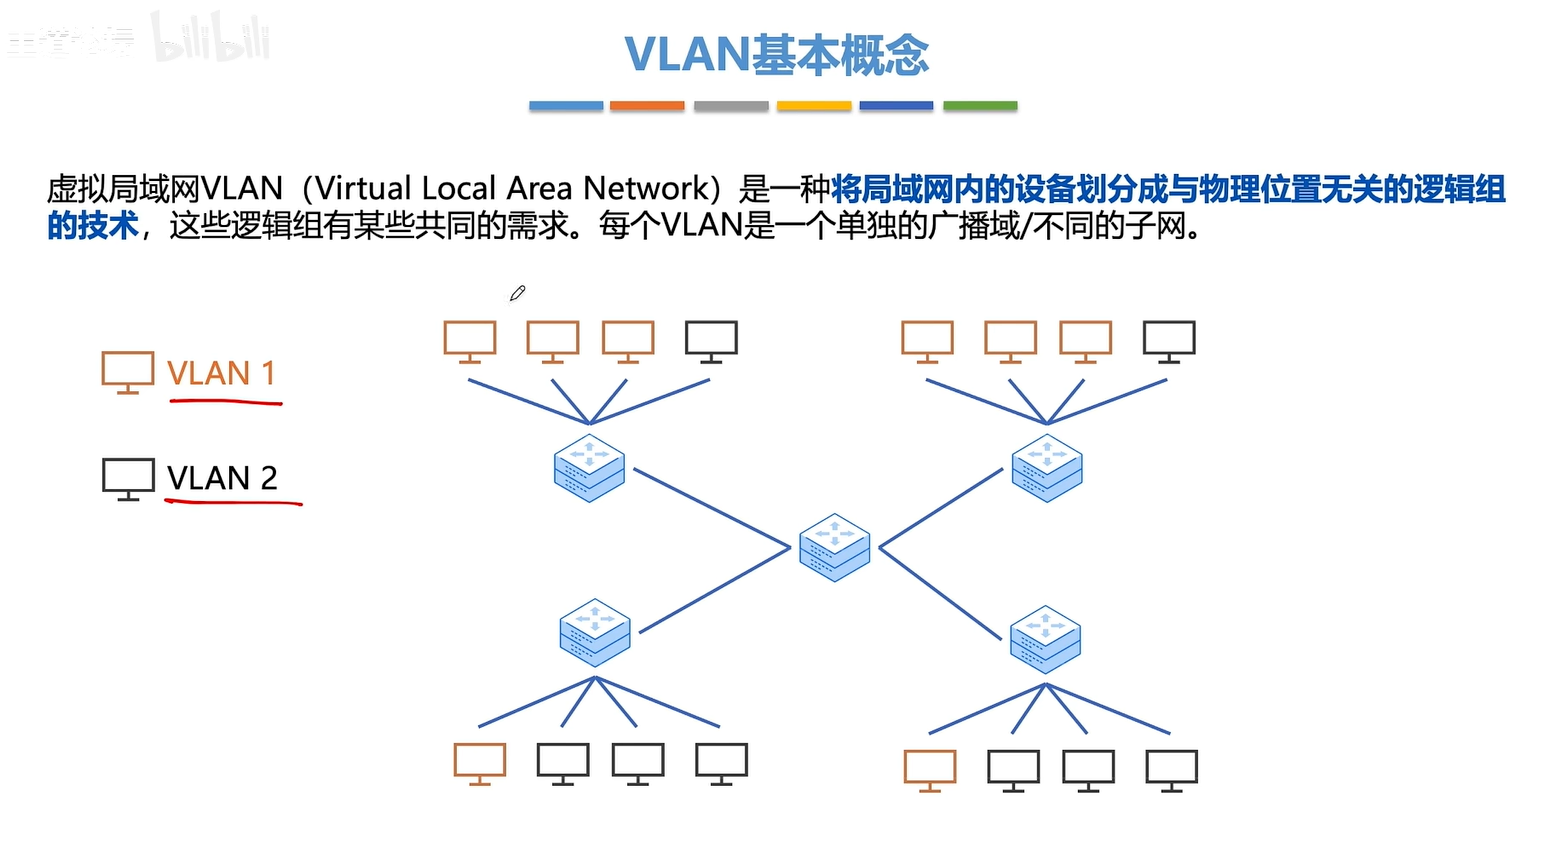 bilibili
VLAN基本概念
虚拟局域网VLAN（Virtual Local Area Network）是一种将局域网内的设备划分成与物理位置无关的逻辑组
的技术，这些逻辑组有某些共同的需求。每个VLAN是一个单独的广播域/不同的子网。
VLAN 1
VLAN 2